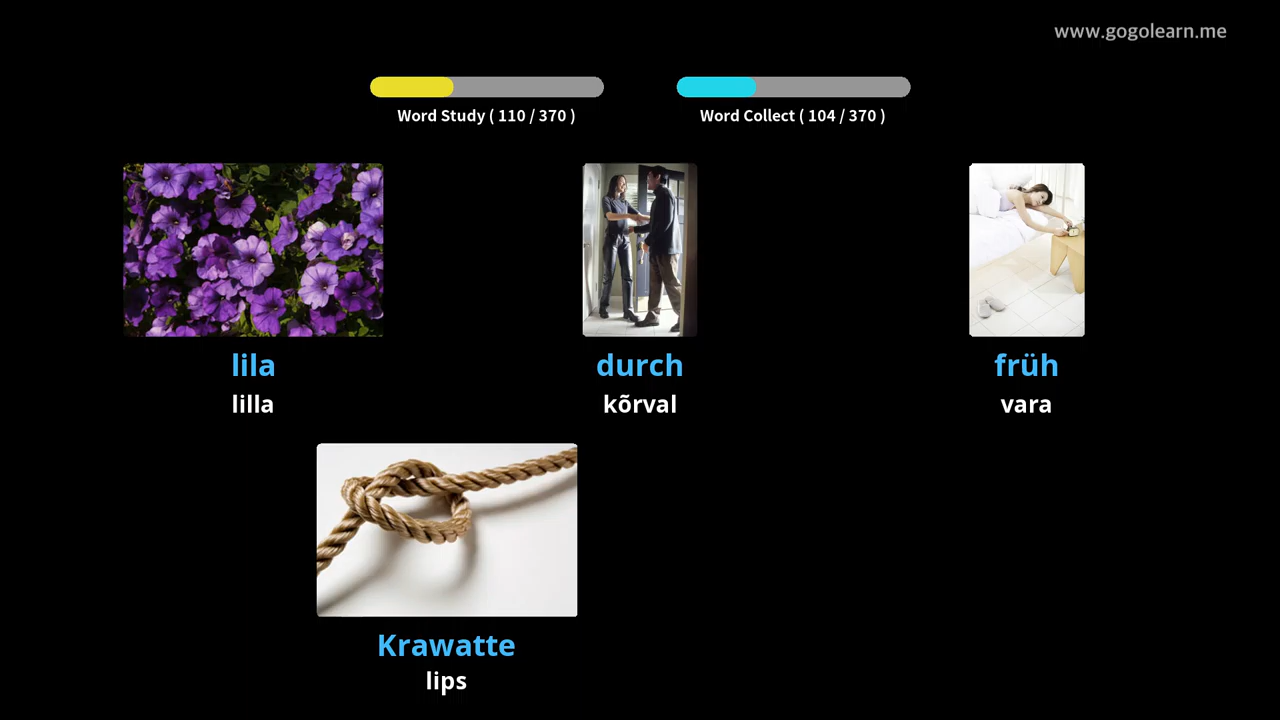 www.gogolearn.me
Word Study ( 110 / 370 )
Word Collect ( 104 / 370 )
lila
durch
früh
lilla
kõrval
vara
Krawatte
lips